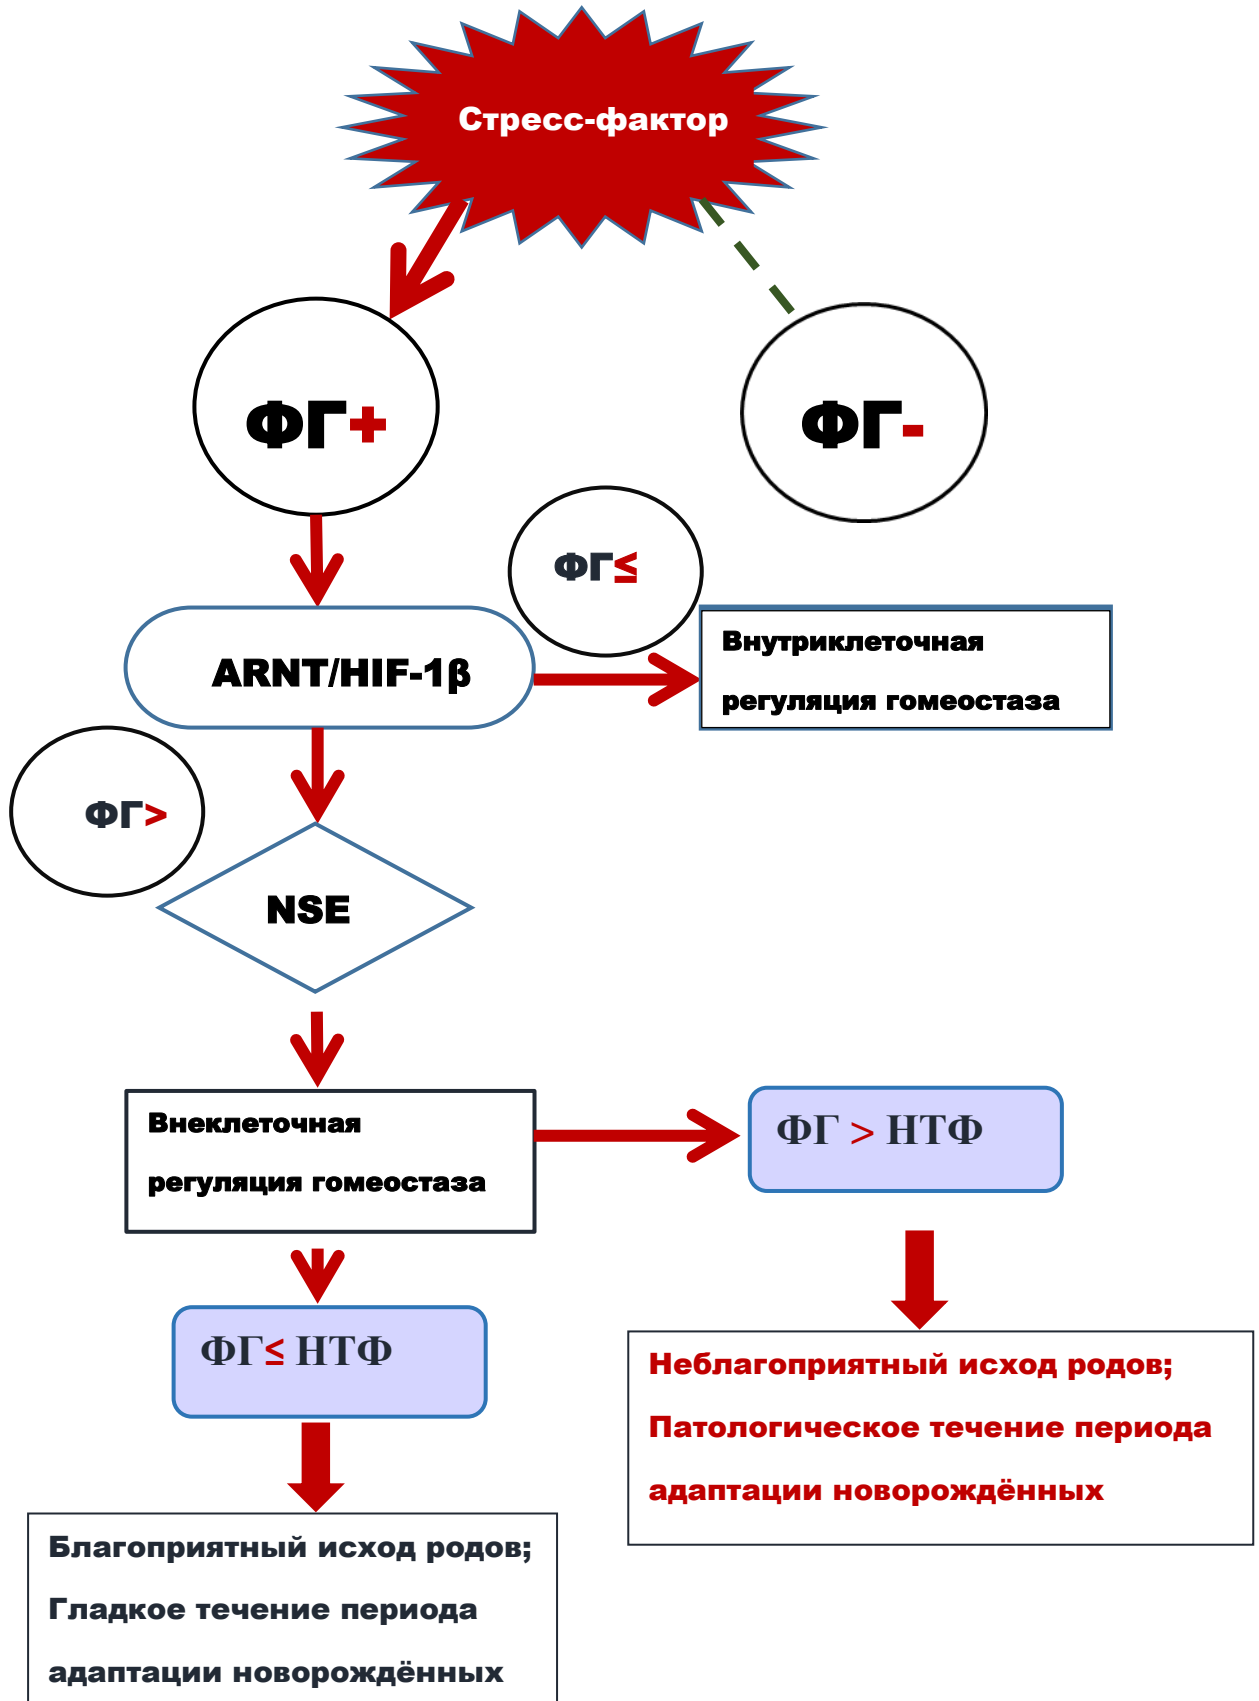 Стресс-фактор
ФГ+
ФГ-
ФГ≤
ARNT/HIF-1β
Внутриклеточная
регуляция гомеостаза
ФГ>
NSE
Внеклеточная
регуляция гомеостаза
ФГ > НТФ
ФГ≤ НТФ
Неблагоприятный исход родов;
Патологическое течение периода
адаптации новорождённых
Благоприятный исход родов;
Гладкое течение периода
адаптации новорождённых